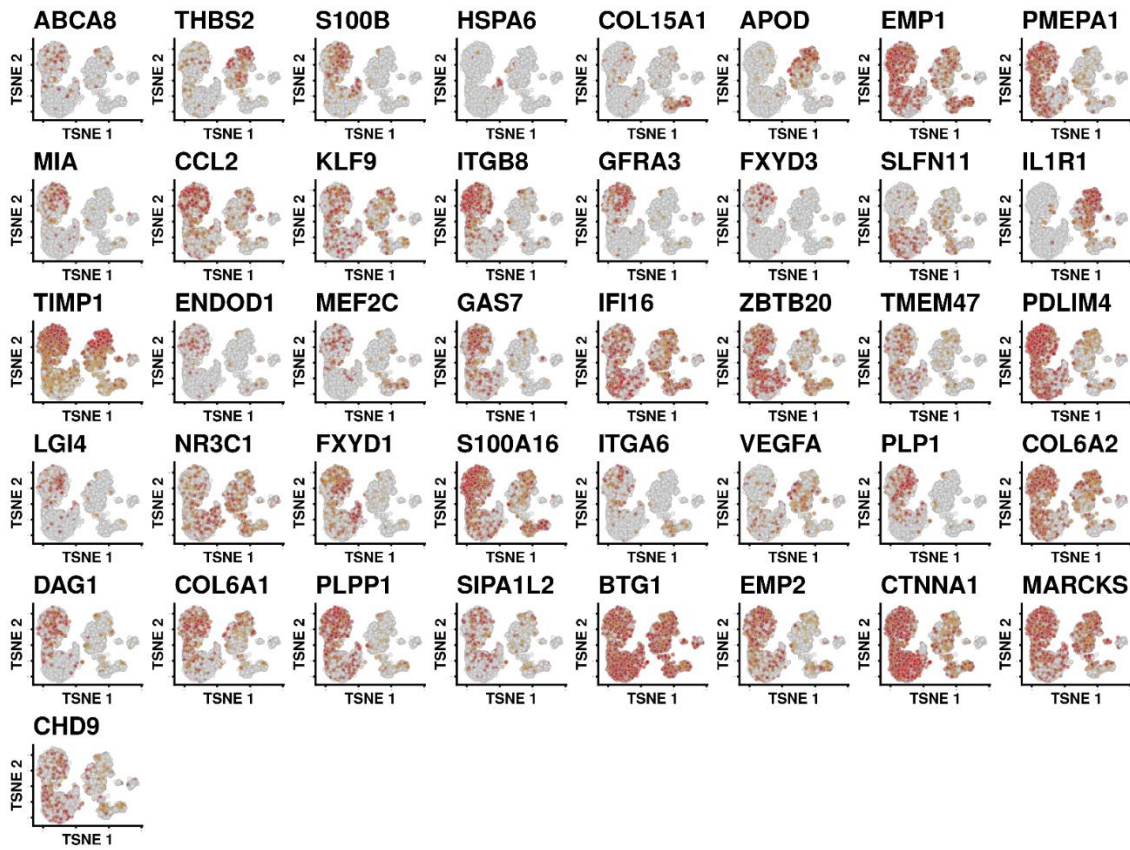 ABCA8 THBS2 S100B HSPA6 COL15A1 APOD EMP1 PMEPA1
TSNE 2 TSNE 2 TSNE 2 TSNE 2 TSNE 2 TSNE 2 TSNE 2 TSNE 2
TSNE 1 TSNE 1 TSNE 1 TSNE 1 TSNE 1 TSNE 1 TSNE 1 TSNE 1
MIA CCL2 KLF9 ITGB8 GFRA3 FXYD3 SLFN11 IL1R1
TSNE 2 TSNE 2 TSNE 2 TSNE 2 TSNE 2 TSNE 2 TSNE 2 TSNE 2
TSNE 1 TSNE 1 TSNE 1 TSNE 1 TSNE 1 TSNE 1 TSNE 1 TSNE 1
TIMP1 ENDOD1 MEF2C GAS7 IFI16 ZBTB20 TMEM47 PDLIM4
TSNE 2 TSNE 2 TSNE 2 TSNE 2 TSNE 2 TSNE 2 TSNE 2 TSNE 2
TSNE 1 TSNE 1 TSNE 1 TSNE 1 TSNE 1 TSNE 1 TSNE 1 TSNE 1
LGI4 NR3C1 FXYD1 S100A16 ITGA6 VEGFA PLP1 COL6A2
TSNE 2 TSNE 2 TSNE 2 TSNE 2 TSNE 2 TSNE 2 TSNE 2 TSNE 2
TSNE 1 TSNE 1 TSNE 1 TSNE 1 TSNE 1 TSNE 1 TSNE 1 TSNE 1
DAG1 COL6A1 PLPP1 SIPA1L2 BTG1 EMP2 CTNNA1 MARCKS
TSNE 2 TSNE 2 TSNE 2 TSNE 2 TSNE 2 TSNE 2 TSNE 2 TSNE 2
TSNE 1 TSNE 1 TSNE 1 TSNE 1 TSNE 1 TSNE 1 TSNE 1 TSNE 1
CHD9
TSNE 2
TSNE 1